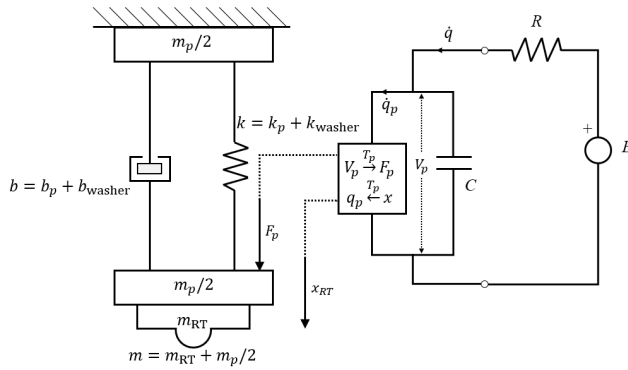 m_p/2
k = k_p + k_washer
b = b_p + b_washer
F_p
m_p/2
m_RT
m = m_RT + m_p/2
x_RT
V_p T_p→ F_p
q_p T_p← x
q̇_p
q̇
V_p
C
R
+